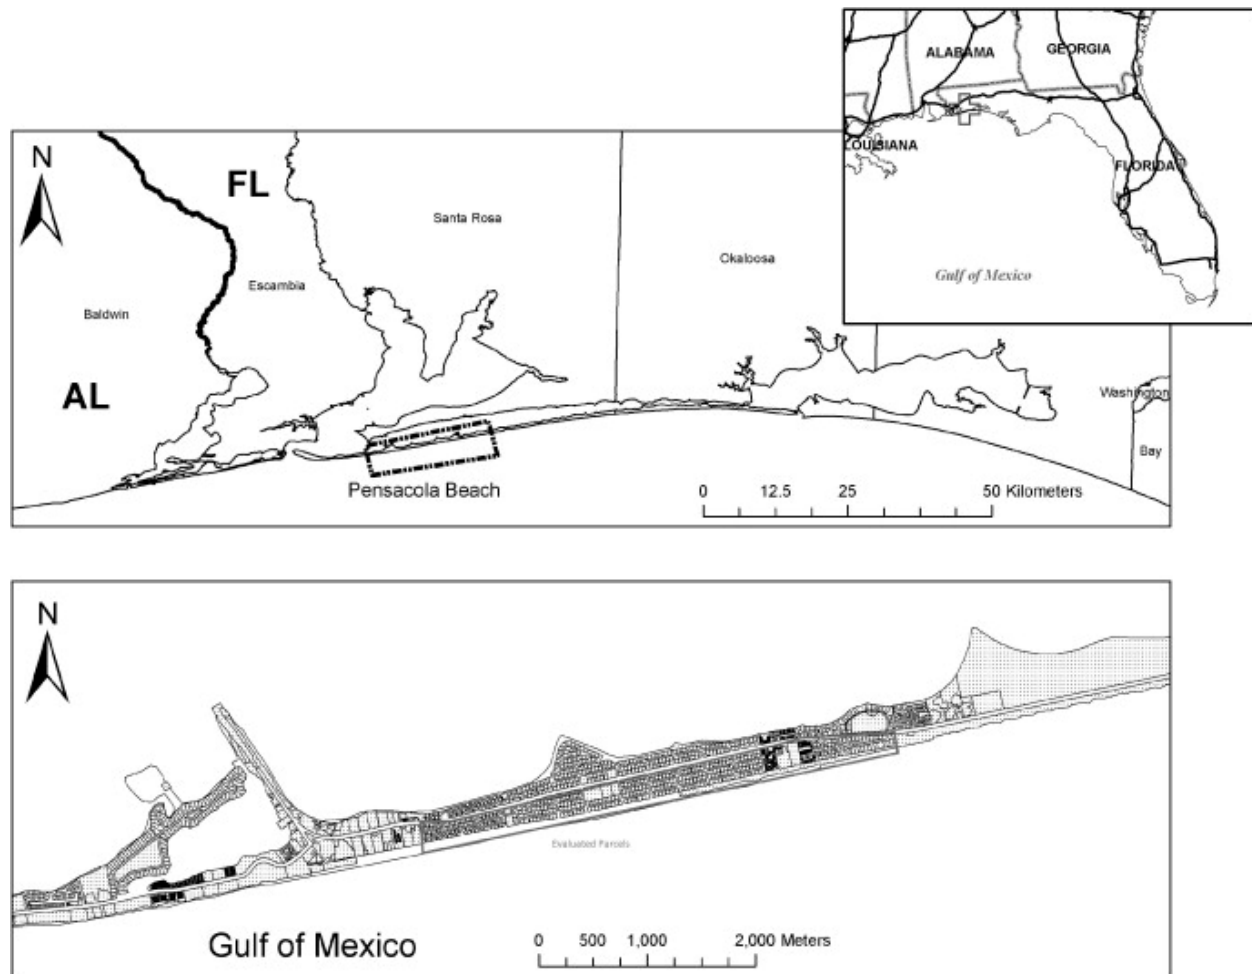 ALABAMA
GEORGIA
LOUISIANA
FLORIDA
Gulf of Mexico
N
FL
Santa Rosa
Okaloosa
Escambia
Baldwin
AL
Washington
Bay
Pensacola Beach
0 12.5 25 50 Kilometers
N
Evaluated Parcels
Gulf of Mexico
0 500 1,000 2,000 Meters